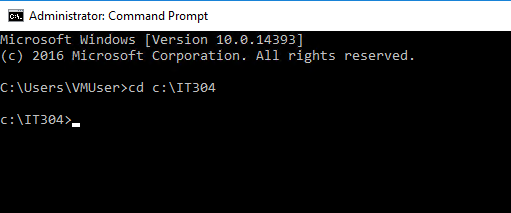 Administrator: Command Prompt
Microsoft Windows [Version 10.0.14393]
(c) 2016 Microsoft Corporation. All rights reserved.
C:\Users\VMUser>cd c:\IT304
c:\IT304>